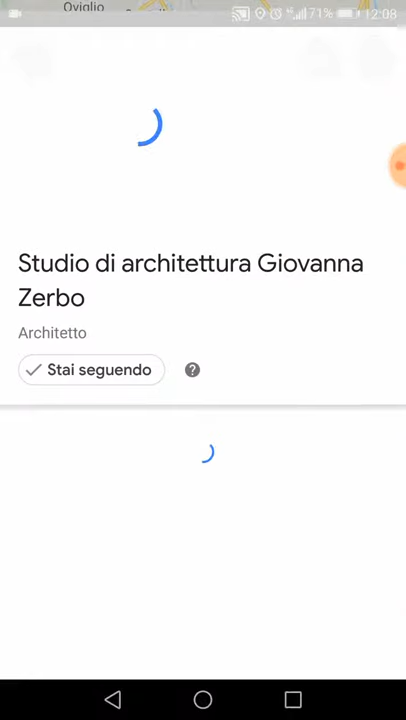 Oviglio
71% 12:08
Studio di architettura Giovanna
Zerbo
Architetto
Stai seguendo
?